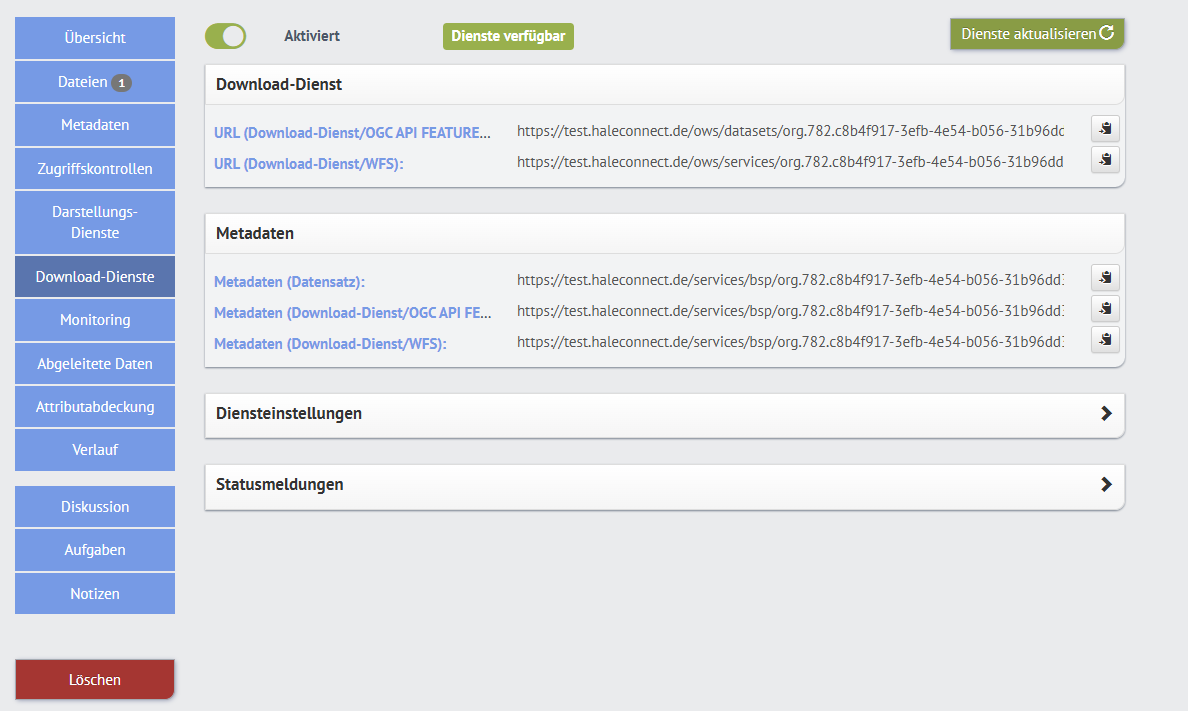 Übersicht
Dateien 1
Metadaten
Zugriffskontrollen
Darstellungs-
Dienste
Download-Dienste
Monitoring
Abgeleitete Daten
Attributabdeckung
Verlauf
Diskussion
Aufgaben
Notizen
Löschen
Aktiviert
Dienste verfügbar
Dienste aktualisieren
Download-Dienst
URL (Download-Dienst/OGC API FEATURE... https://test.haleconnect.de/ows/datasets/org.782.c8b4f917-3efb-4e54-b056-31b96dc
URL (Download-Dienst/WFS): https://test.haleconnect.de/ows/services/org.782.c8b4f917-3efb-4e54-b056-31b96dd
Metadaten
Metadaten (Datensatz): https://test.haleconnect.de/services/bsp/org.782.c8b4f917-3efb-4e54-b056-31b96dd
Metadaten (Download-Dienst/OGC API FE... https://test.haleconnect.de/services/bsp/org.782.c8b4f917-3efb-4e54-b056-31b96dd
Metadaten (Download-Dienst/WFS): https://test.haleconnect.de/services/bsp/org.782.c8b4f917-3efb-4e54-b056-31b96dd
Diensteinstellungen
Statusmeldungen